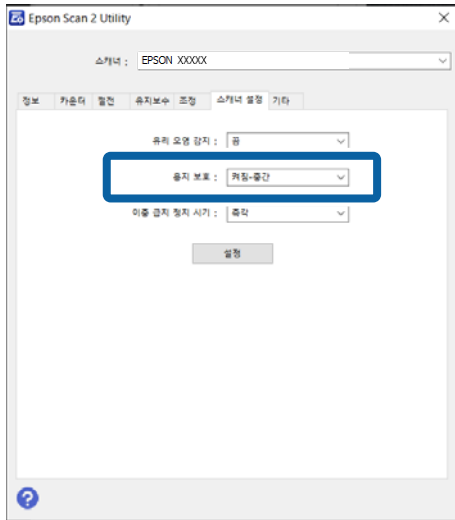 Epson Scan 2 Utility
스캐너 : EPSON XXXXX
정보 카운터 절전 유지보수 조정 스캐너 설정 기타
유리 오염 감지 : 끔
용지 보호 : 켜짐-중간
이중 급지 정지 시기 : 즉각
설정
?